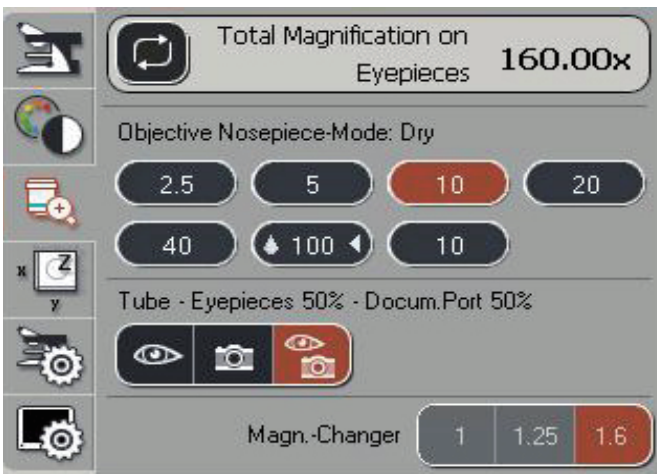 Total Magnification on
Eyepieces
160.00x
Objective Nosepiece-Mode: Dry
2.5 5 10 20
40 100 10
Tube - Eyepieces 50% - Docum.Port 50%
Magn.-Changer 1 1.25 1.6
x Z
y